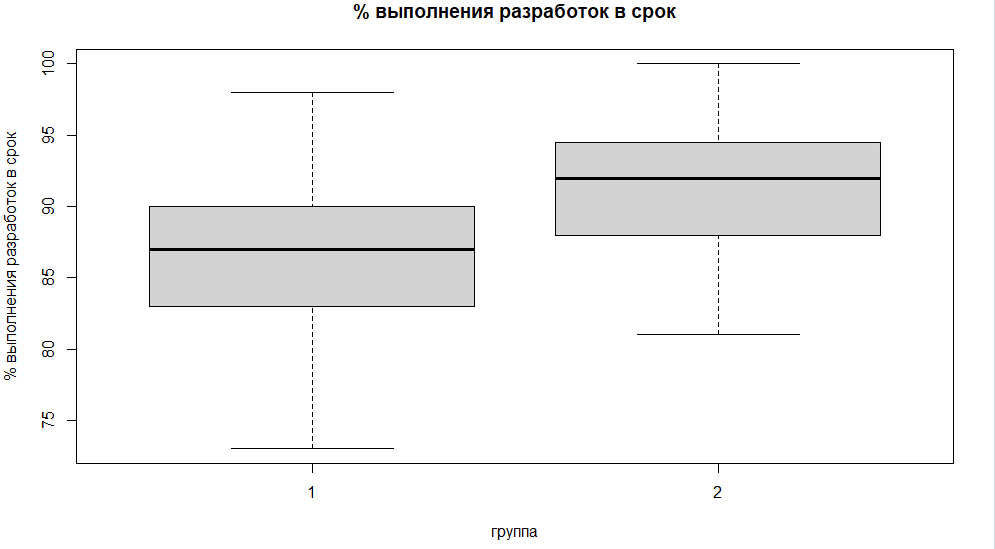 % выполнения разработок в срок
% выполнения разработок в срок
100
95
90
85
80
75
1
2
группа